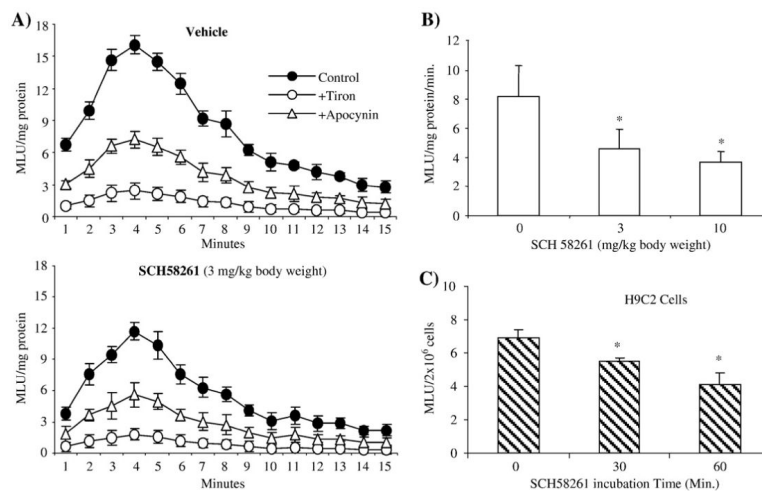 A)
Vehicle
MLU/mg protein
18
15
12
9
6
3
0
Control
+Tiron
+Apocynin
1 2 3 4 5 6 7 8 9 10 11 12 13 14 15
Minutes
SCH58261 (3 mg/kg body weight)
MLU/mg protein
18
15
12
9
6
3
0
1 2 3 4 5 6 7 8 9 10 11 12 13 14 15
Minutes
B)
MLU/mg protein/min.
12
10
8
6
4
2
0
*
*
0 3 10
SCH 58261 (mg/kg body weight)
C)
H9C2 Cells
MLU/2x10⁶ cells
10
8
6
4
2
0
*
*
0 30 60
SCH58261 incubation Time (Min.)